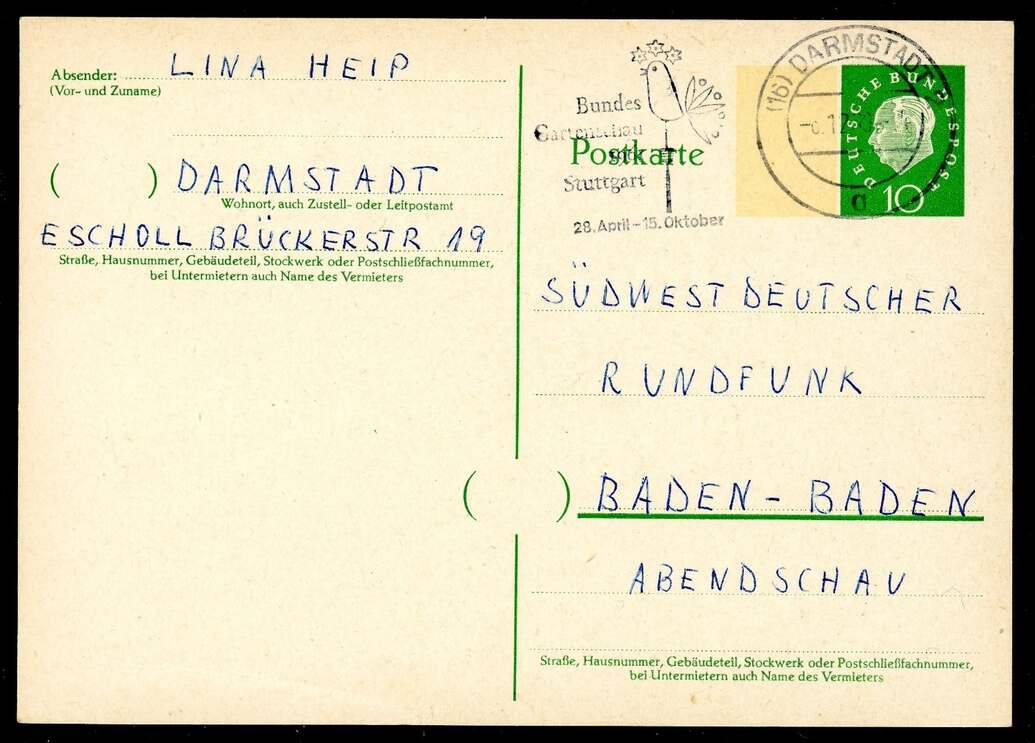 Absender: LINA HEIP
(Vor- und Zuname)
( ) DARMSTADT
Wohnort, auch Zustell- oder Leitpostamt
ESCHOLLBRÜCKERSTR 19
Straße, Hausnummer, Gebäudeteil, Stockwerk oder Postschließfachnummer,
bei Untermietern auch Name des Vermieters
Bundes
Gartenschau
Stuttgart
28. April - 15. Oktober
Postkarte
(16) DARMSTADT
a
DEUTSCHE BUNDESPOST
10
SÜDWESTDEUTSCHER
RUNDFUNK
( ) BADEN - BADEN
ABENDSCHAU
Straße, Hausnummer, Gebäudeteil, Stockwerk oder Postschließfachnummer,
bei Untermietern auch Name des Vermieters